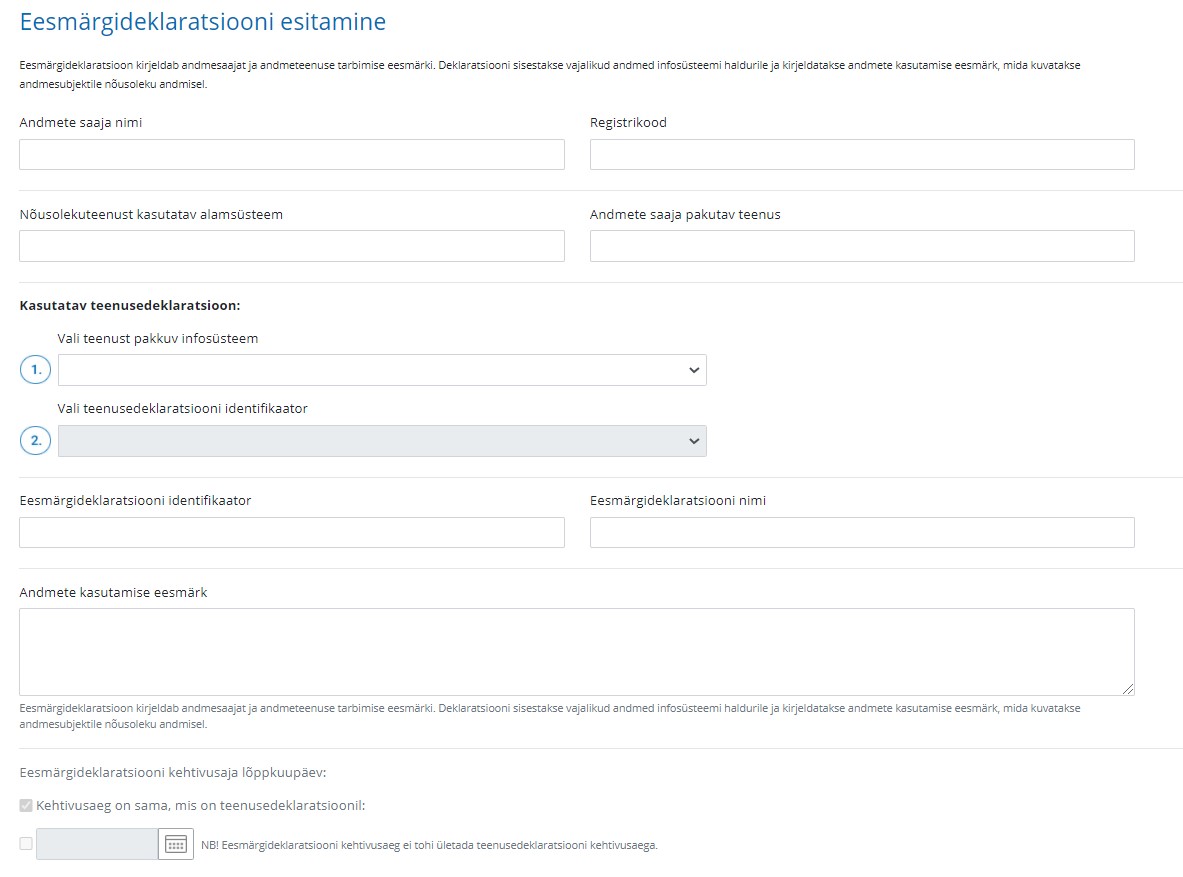 Eesmärgideklaratsiooni esitamine
Eesmärgideklaratsioon kirjeldab andmesaajat ja andmeteenuse tarbimise eesmärki. Deklaratsiooni sisestakse vajalikud andmed infosüsteemi haldurile ja kirjeldatakse andmete kasutamise eesmärk, mida kuvatakse
andmesubjektile nõusoleku andmisel.
Andmete saaja nimi
Registrikood
Nõusolekuteenust kasutatav alamsüsteem
Andmete saaja pakutav teenus
Kasutatav teenusedeklaratsioon:
Vali teenust pakkuv infosüsteem
1.
Vali teenusedeklaratsiooni identifikaator
2.
Eesmärgideklaratsiooni identifikaator
Eesmärgideklaratsiooni nimi
Andmete kasutamise eesmärk
Eesmärgideklaratsioon kirjeldab andmesaajat ja andmeteenuse tarbimise eesmärki. Deklaratsiooni sisestakse vajalikud andmed infosüsteemi haldurile ja kirjeldatakse andmete kasutamise eesmärk, mida kuvatakse
andmesubjektile nõusoleku andmisel.
Eesmärgideklaratsiooni kehtivusaja lõppkuupäev:
Kehtivusaeg on sama, mis on teenusedeklaratsioonil:
NB! Eesmärgideklaratsiooni kehtivusaeg ei tohi ületada teenusedeklaratsiooni kehtivusaega.